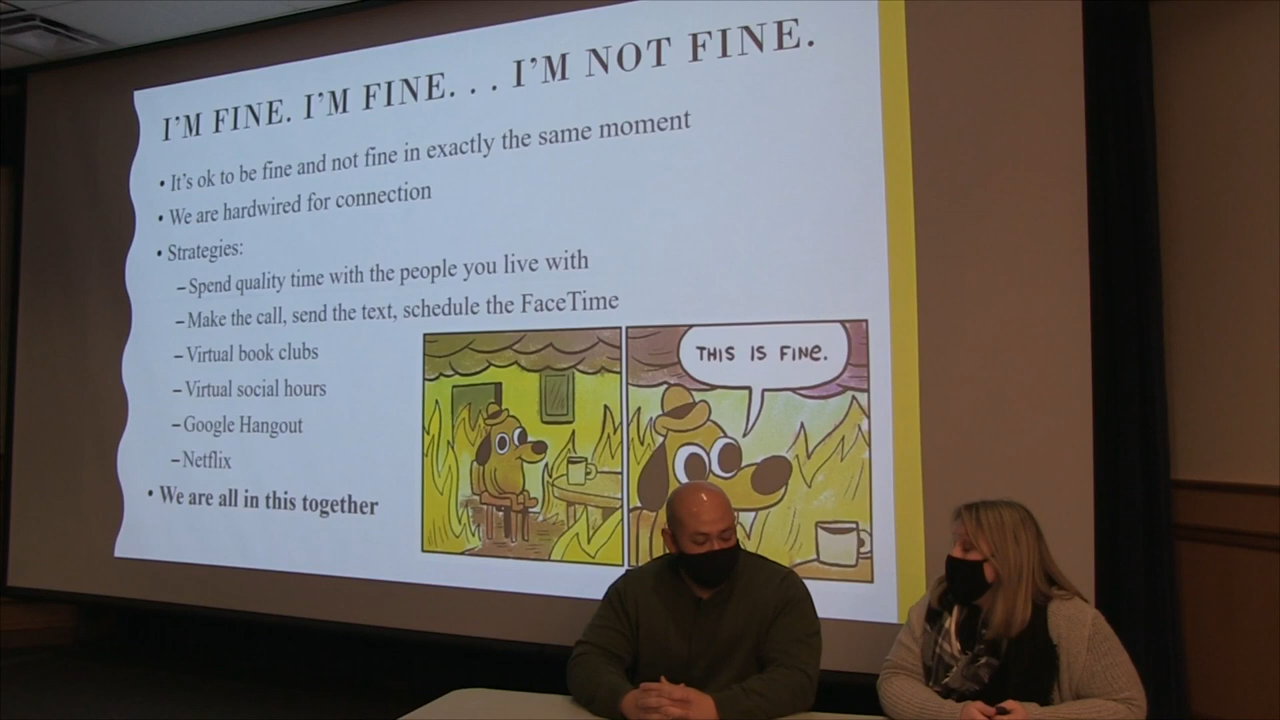 I'M FINE. I'M FINE. . . I'M NOT FINE.
• It's ok to be fine and not fine in exactly the same moment
• We are hardwired for connection
• Strategies:
–Spend quality time with the people you live with
–Make the call, send the text, schedule the FaceTime
–Virtual book clubs
–Virtual social hours
–Google Hangout
–Netflix
• We are all in this together
THIS IS FINE.